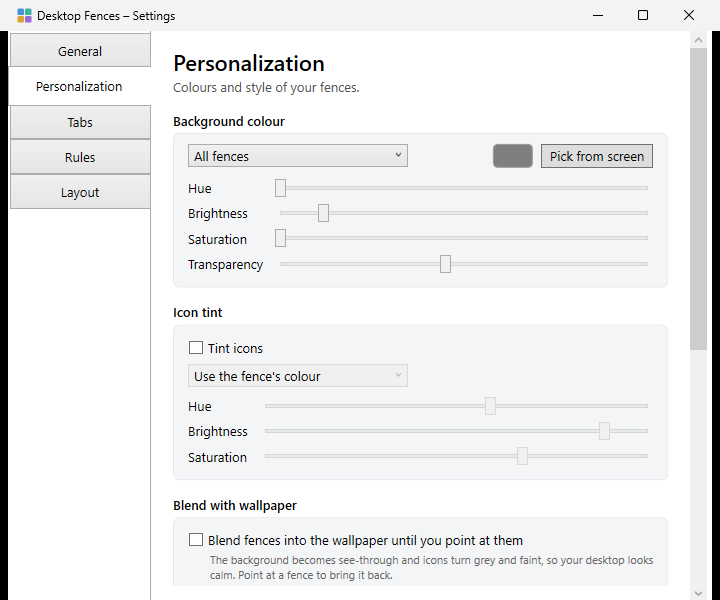 Desktop Fences – Settings
General
Personalization
Tabs
Rules
Layout
Personalization
Colours and style of your fences.
Background colour
All fences
Pick from screen
Hue
Brightness
Saturation
Transparency
Icon tint
Tint icons
Use the fence's colour
Hue
Brightness
Saturation
Blend with wallpaper
Blend fences into the wallpaper until you point at them
The background becomes see-through and icons turn grey and faint, so your desktop looks
calm. Point at a fence to bring it back.